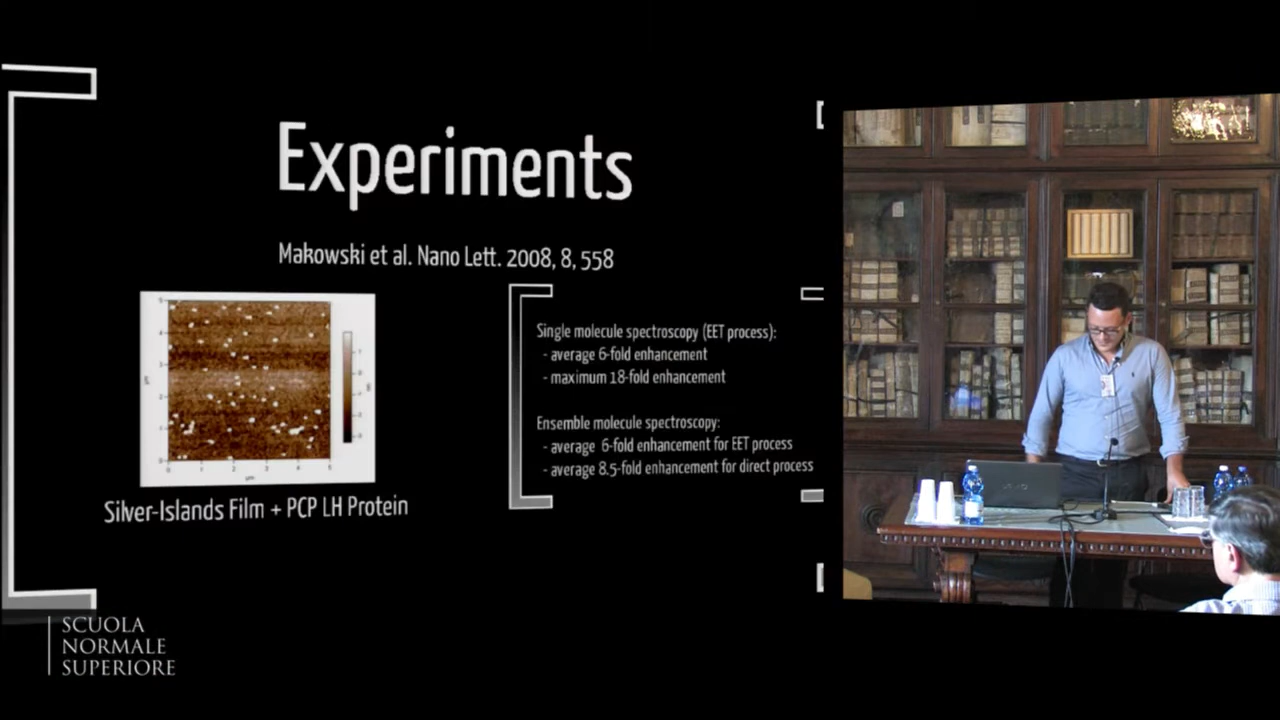 Experiments
Makowski et al. Nano Lett. 2008, 8, 558
Single molecule spectroscopy (EET process):
- average 6-fold enhancement
- maximum 18-fold enhancement
Ensemble molecule spectroscopy:
- average 6-fold enhancement for EET process
- average 8.5-fold enhancement for direct process
Silver-Islands Film + PCP LH Protein
SCUOLA
NORMALE
SUPERIORE